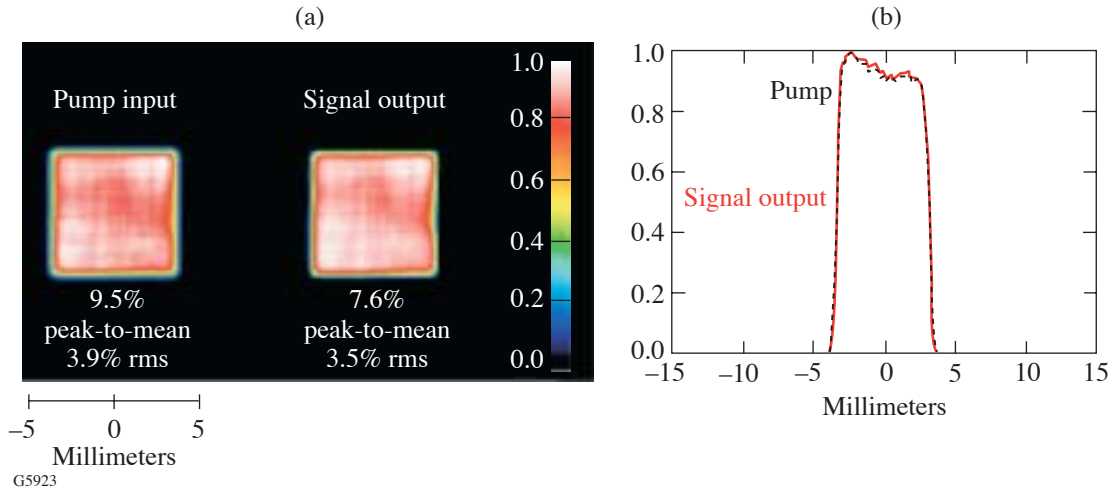 (a)
Pump input
Signal output
9.5%
peak-to-mean
3.9% rms
7.6%
peak-to-mean
3.5% rms
1.0
0.8
0.6
0.4
0.2
0.0
−5 0 5
Millimeters
G5923
(b)
1.0
0.8
0.6
0.4
0.2
0.0
Pump
Signal output
−15 −10 −5 0 5 10 15
Millimeters